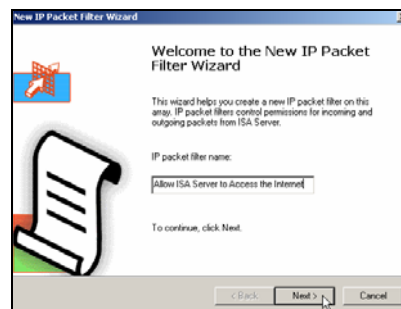 New IP Packet Filter Wizard
Welcome to the New IP Packet
Filter Wizard
This wizard helps you create a new IP packet filter on this
array. IP packet filters control permissions for incoming and
outgoing packets from ISA Server.
IP packet filter name:
Allow ISA Server to Access the Internet
To continue, click Next.
< Back Next > Cancel